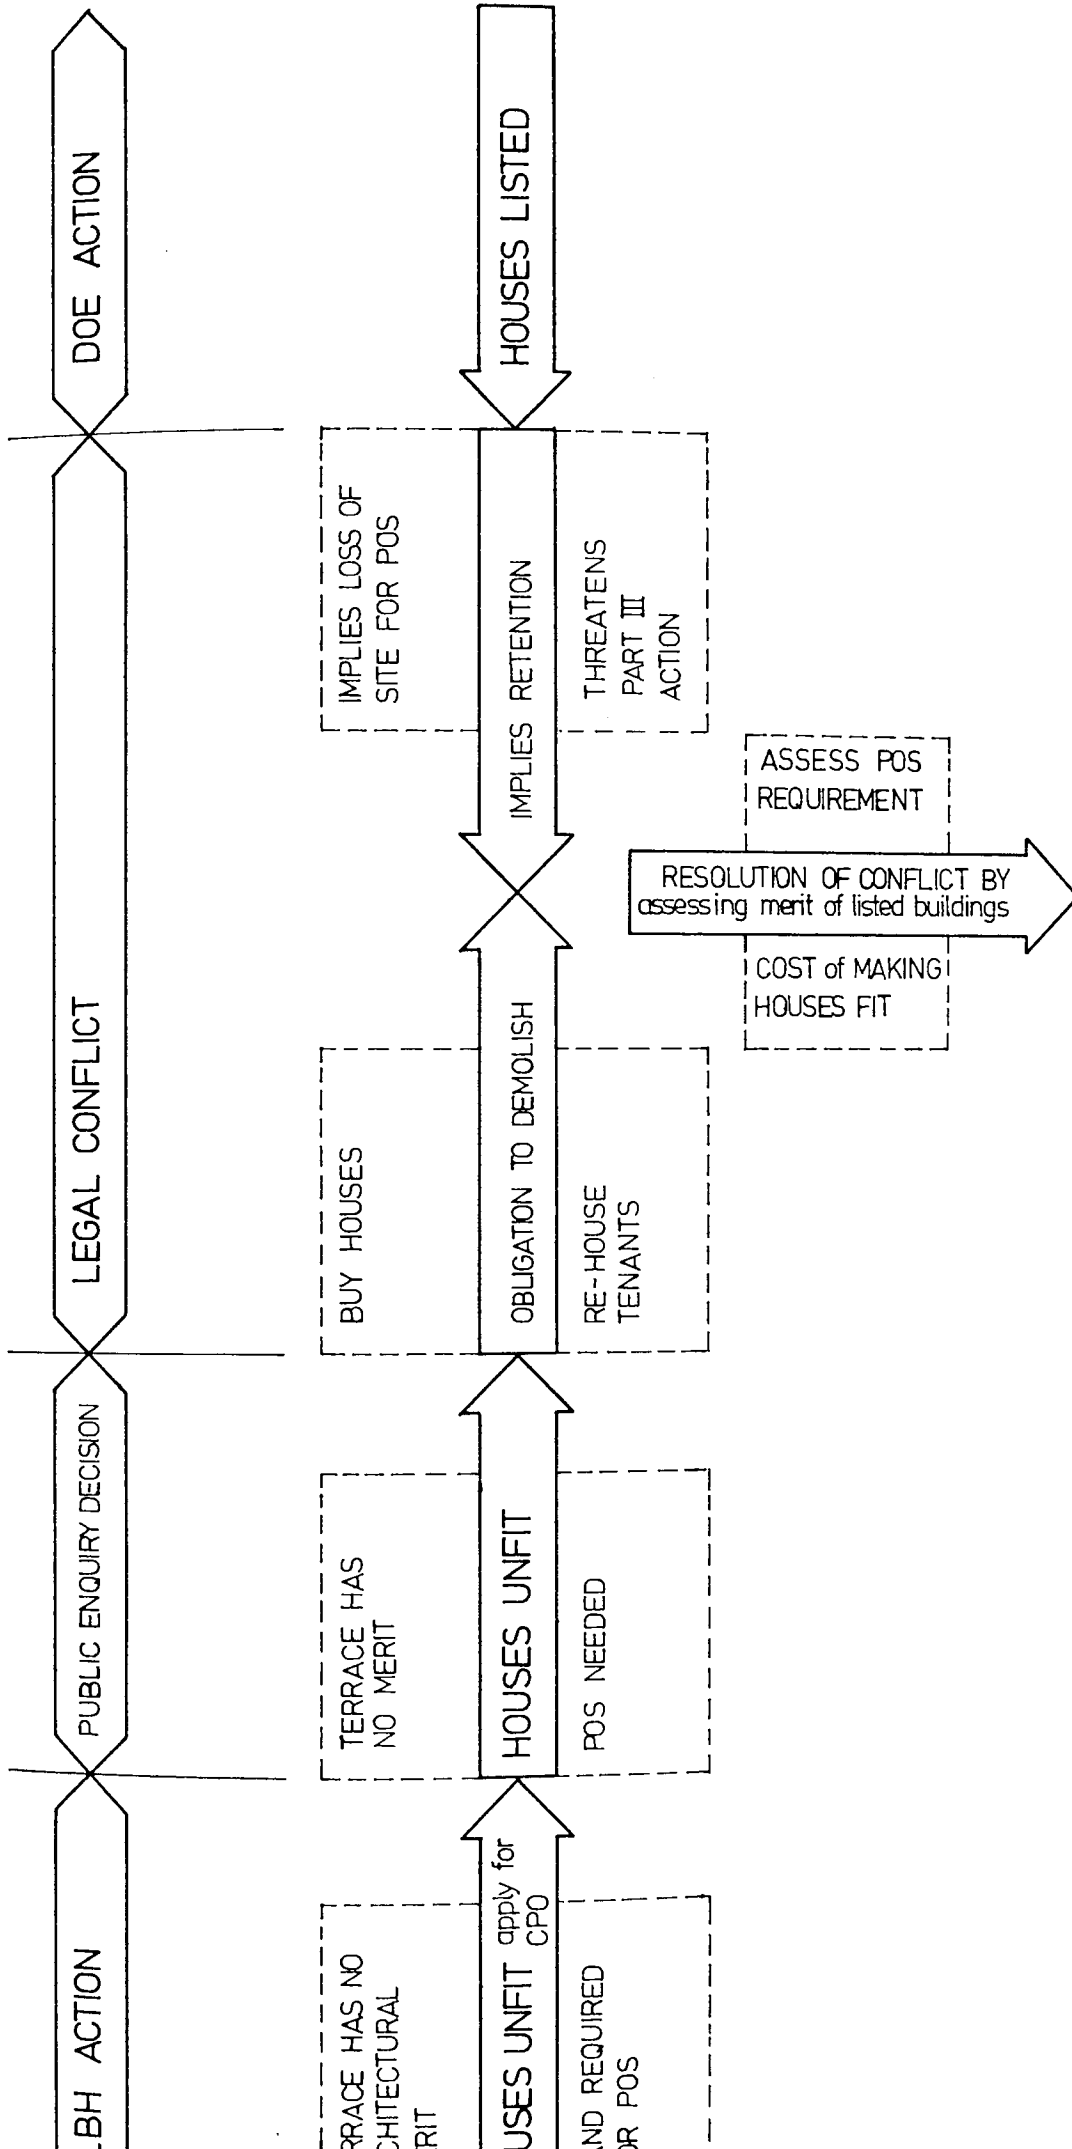 LBH ACTION
PUBLIC ENQUIRY DECISION
LEGAL CONFLICT
DOE ACTION
RRACE HAS NO
CHITECTURAL
ERIT
USES UNFIT apply for
CPO
AND REQUIRED
OR POS
TERRACE HAS
NO MERIT
HOUSES UNFIT
POS NEEDED
BUY HOUSES
OBLIGATION TO DEMOLISH
RE-HOUSE
TENANTS
IMPLIES LOSS OF
SITE FOR POS
IMPLIES RETENTION
THREATENS
PART III
ACTION
HOUSES LISTED
ASSESS POS
REQUIREMENT
RESOLUTION OF CONFLICT BY
assessing merit of listed buildings
COST of MAKING
HOUSES FIT